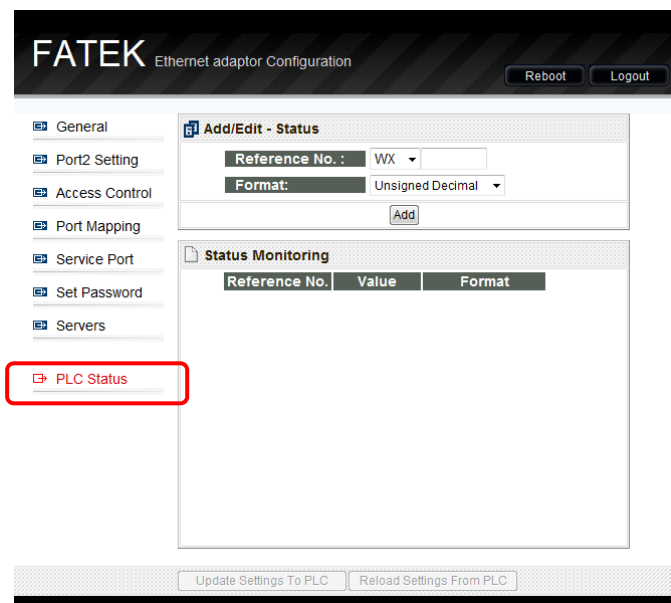 FATEK Ethernet adaptor Configuration
Reboot Logout
General
Port2 Setting
Access Control
Port Mapping
Service Port
Set Password
Servers
PLC Status
Add/Edit - Status
Reference No. : WX
Format: Unsigned Decimal
Add
Status Monitoring
Reference No. Value Format
Update Settings To PLC Reload Settings From PLC